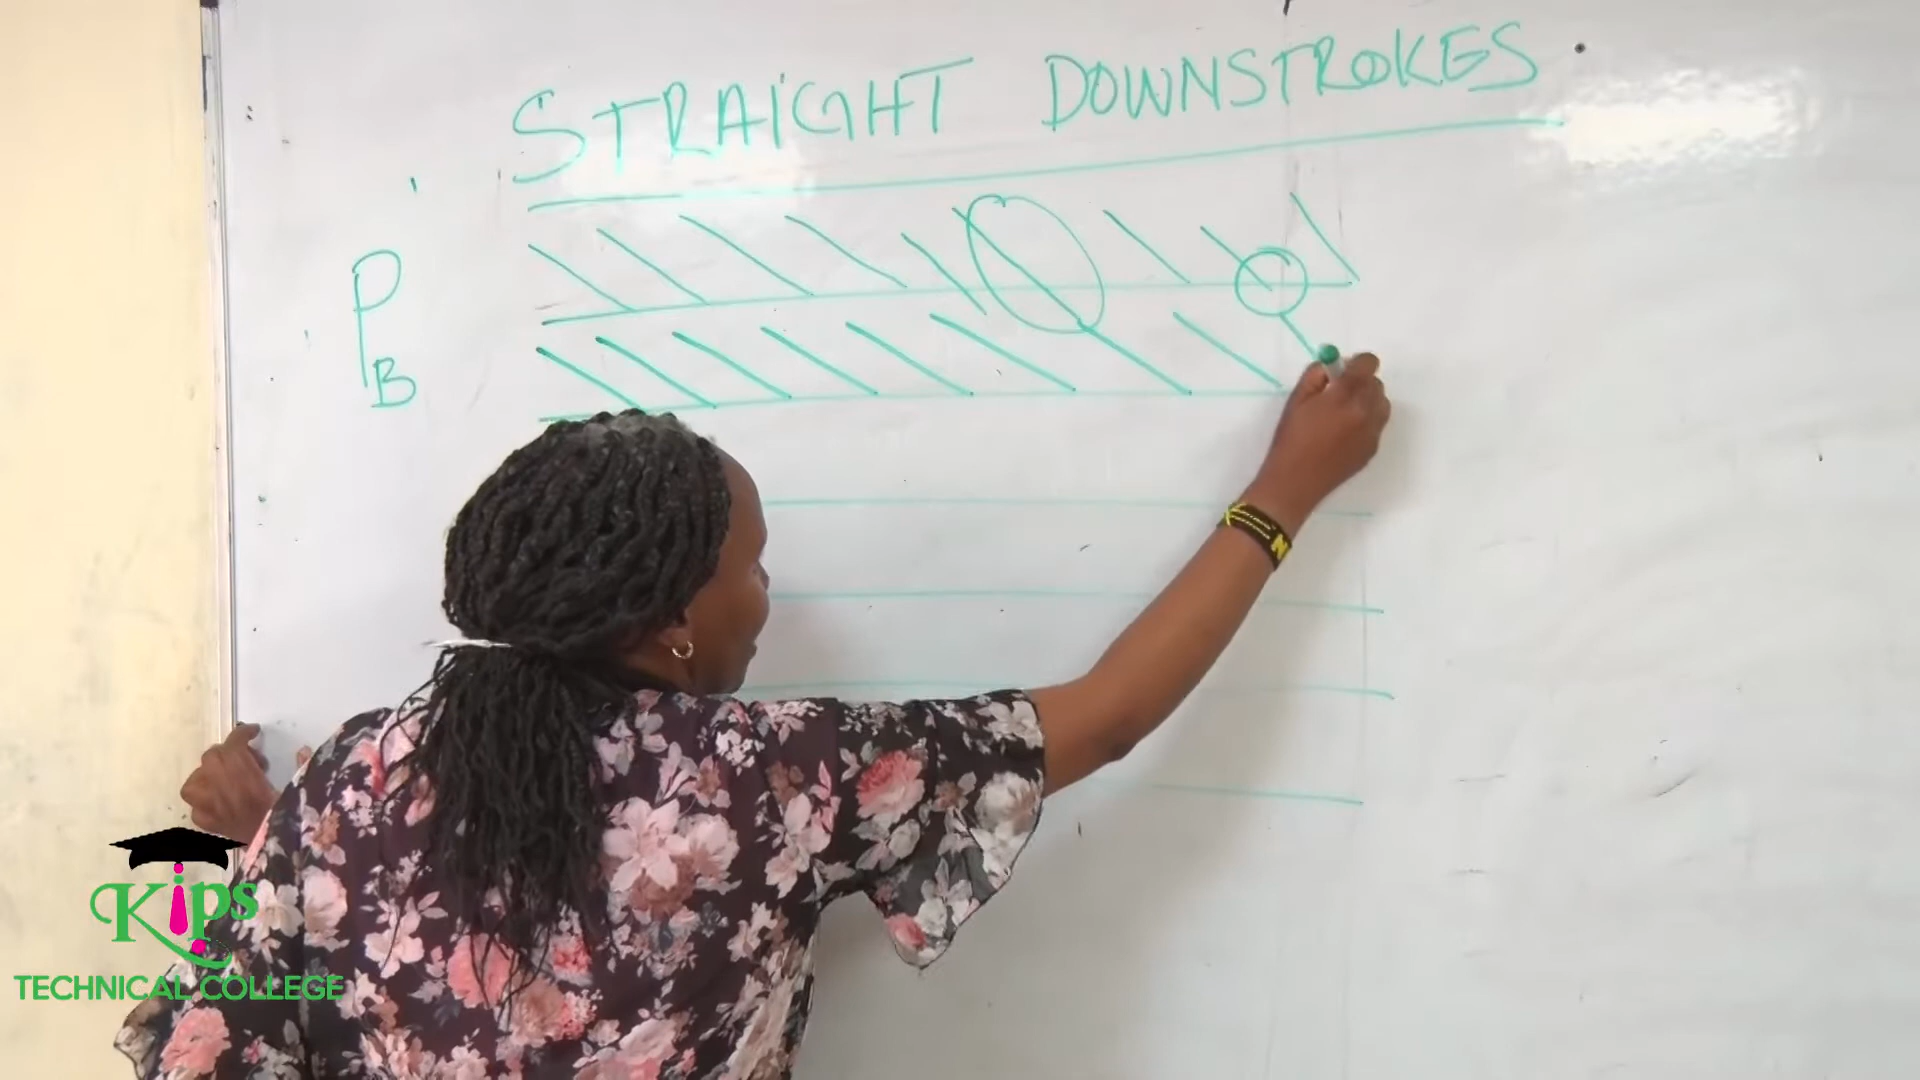 STRAIGHT DOWNSTROKES
P
B
Kips
TECHNICAL COLLEGE